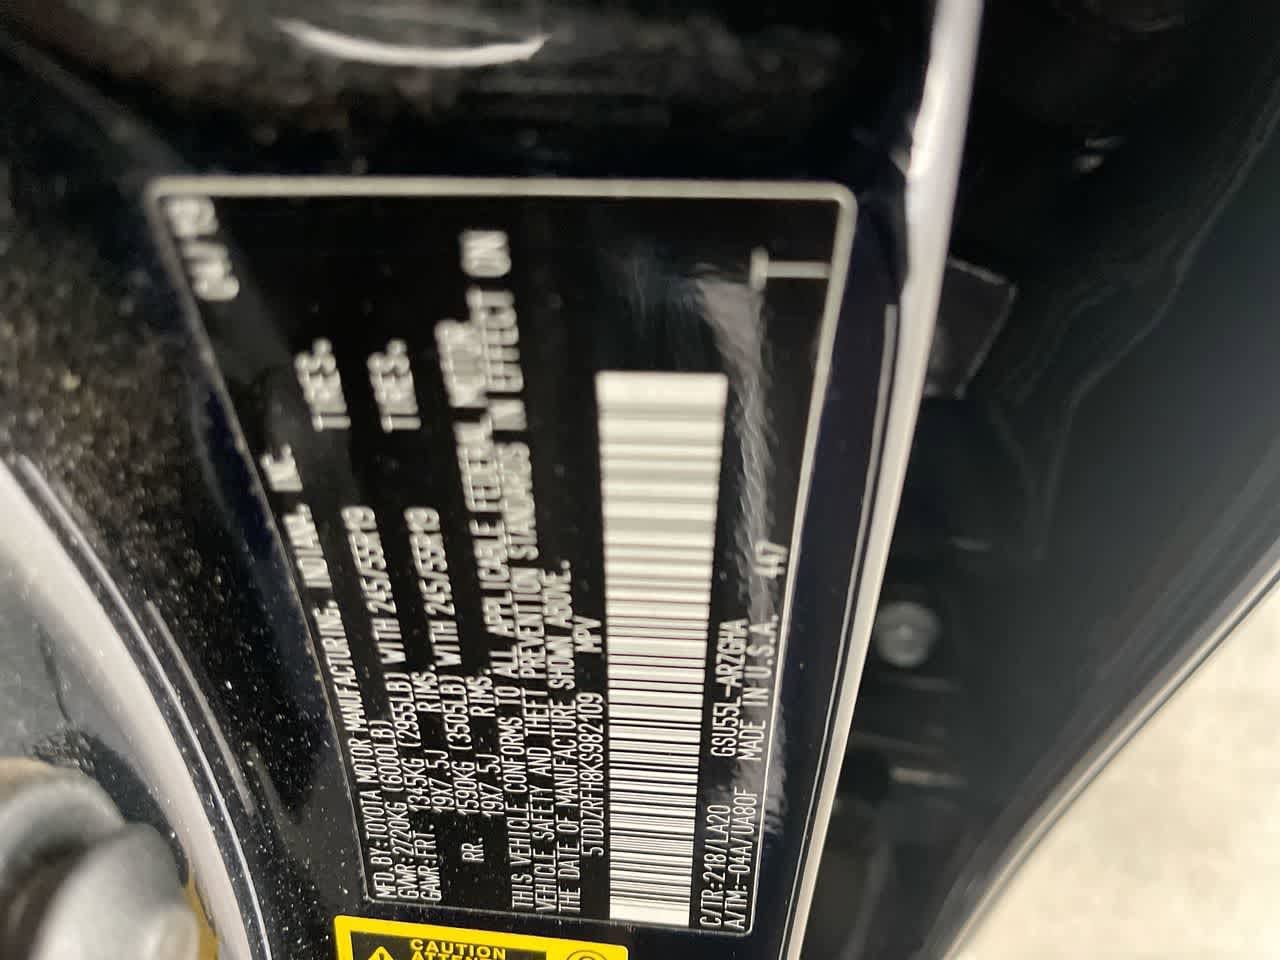 MFD.BY:TOYOTA MOTOR MANUFACTURING, INDIANA, INC. 04/19
GVWR:2720KG (6000LB)
GAWR:FRT. 1345KG (2955LB) WITH 245/55R19 TIRES,
19X7.5J RIMS.
RR. 1590KG (3505LB) WITH 245/55R19 TIRES,
19X7.5J RIMS.
THIS VEHICLE CONFORMS TO ALL APPLICABLE FEDERAL MOTOR
VEHICLE SAFETY AND THEFT PREVENTION STANDARDS IN EFFECT ON
THE DATE OF MANUFACTURE SHOWN ABOVE.
5TDDZRFH8KS982109 MPV
C/TR:218/LA20 GSU55L-ARZGHA
A/TM:-04A/UA80F MADE IN U.S.A. 447
CAUTION